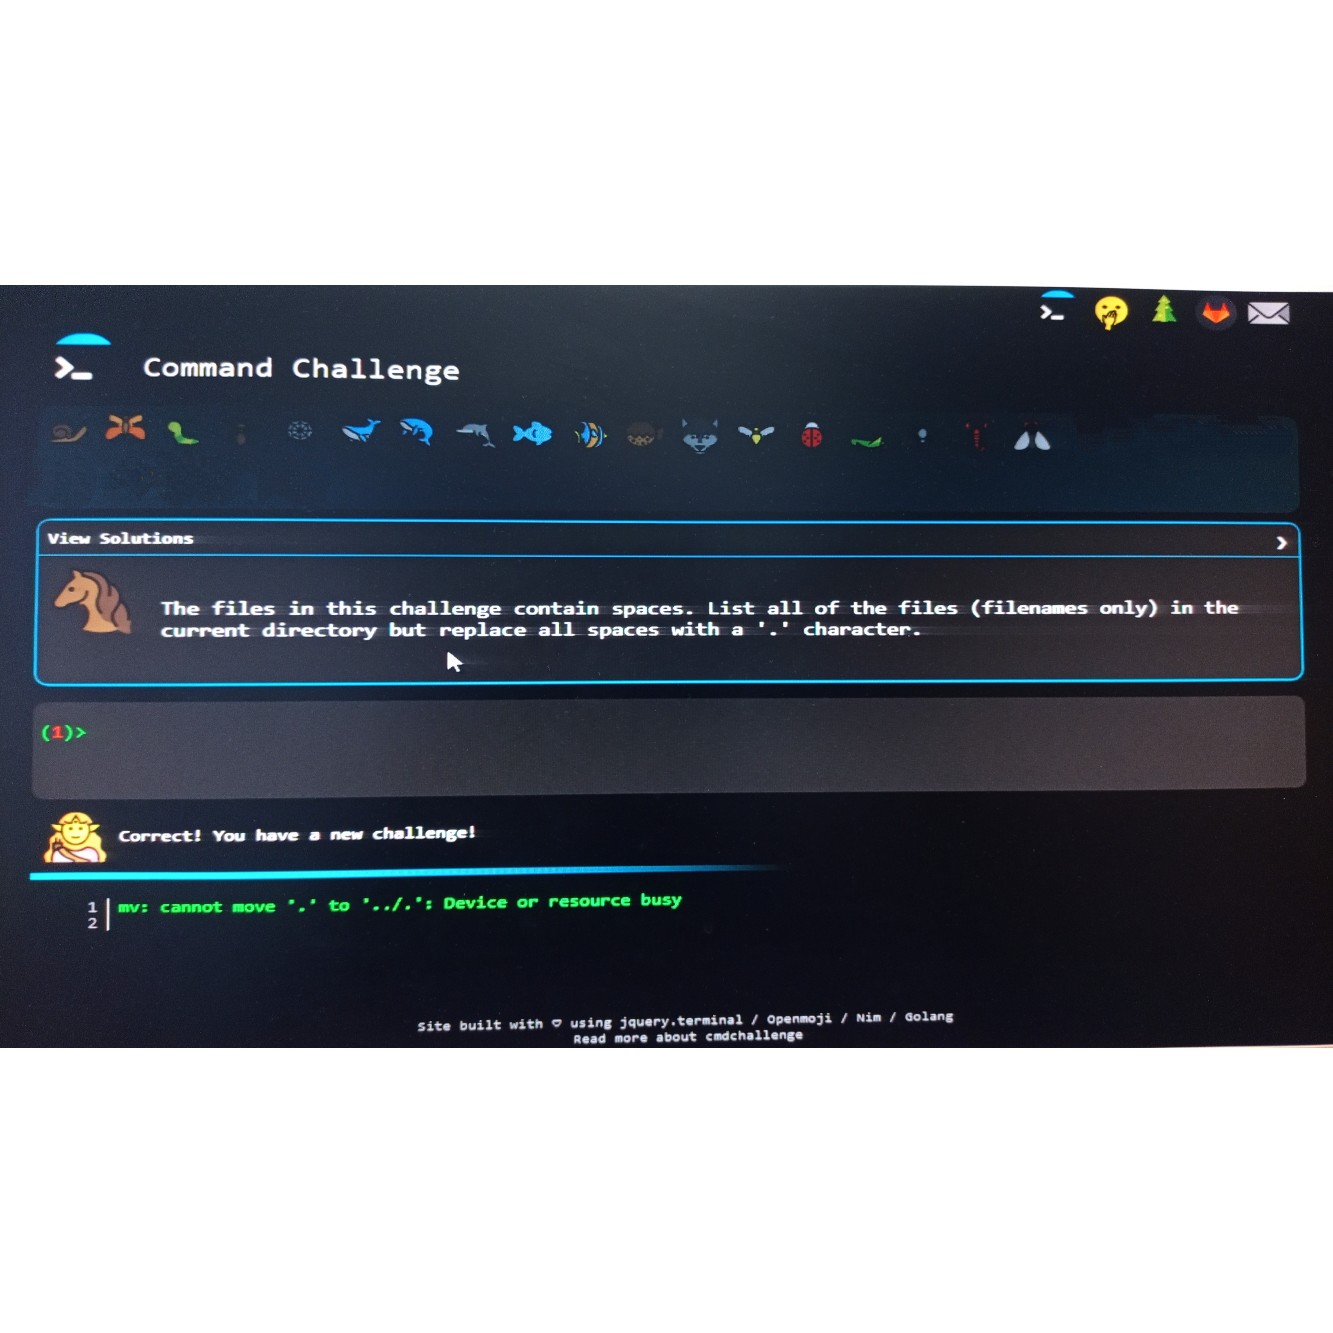 Command Challenge
View Solutions
The files in this challenge contain spaces. List all of the files (filenames only) in the
current directory but replace all spaces with a '.' character.
(1)>
Correct! You have a new challenge!
1 mv: cannot move '.' to '../.': Device or resource busy
2
Site built with ♡ using jquery.terminal / Openmoji / Nim / Golang
Read more about cmdchallenge